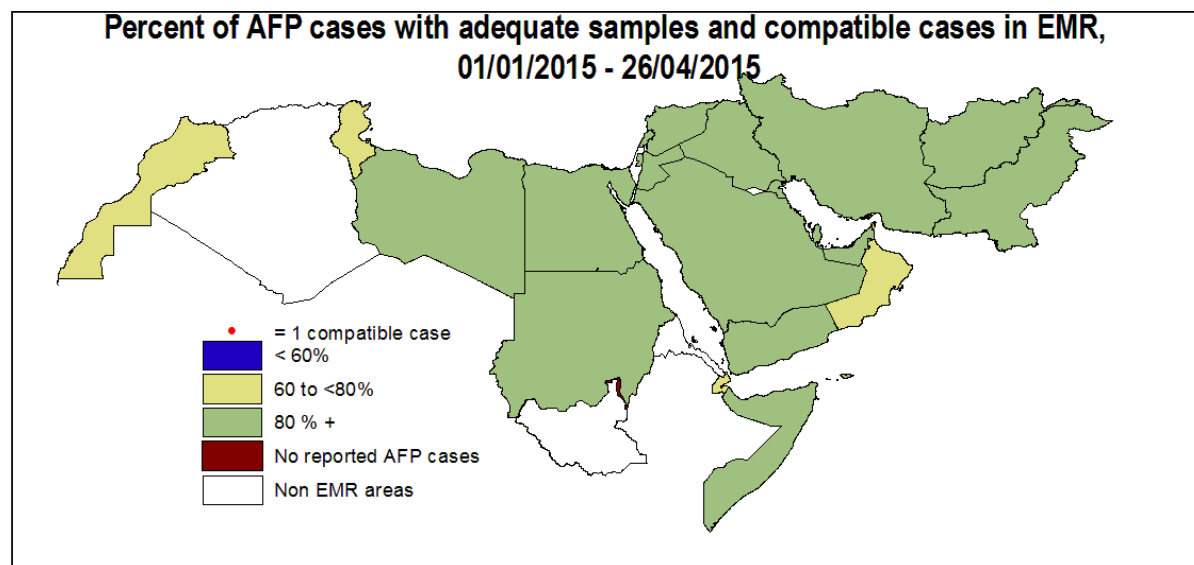 Percent of AFP cases with adequate samples and compatible cases in EMR,
01/01/2015 - 26/04/2015
= 1 compatible case
< 60%
60 to <80%
80 % +
No reported AFP cases
Non EMR areas